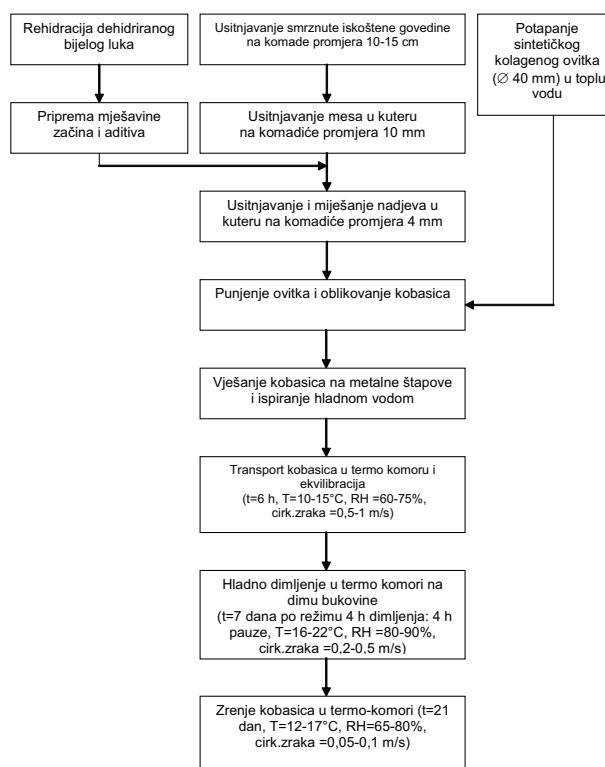 Rehidracija dehidriranog
bijelog luka
Usitnjavanje smrznute iskoštene govedine
na komade promjera 10-15 cm
Potapanje
sintetičkog
kolagenog ovitka
(∅ 40 mm) u toplu
vodu
Priprema mješavine
začina i aditiva
Usitnjavanje mesa u kuteru
na komadiće promjera 10 mm
Usitnjavanje i miješanje nadjeva u
kuteru na komadiće promjera 4 mm
Punjenje ovitka i oblikovanje kobasica
Vješanje kobasica na metalne štapove
i ispiranje hladnom vodom
Transport kobasica u termo komoru i
ekvilibracija
(t=6 h, T=10-15°C, RH =60-75%,
cirk.zraka =0,5-1 m/s)
Hladno dimljenje u termo komori na
dimu bukovine
(t=7 dana po režimu 4 h dimljenja: 4 h
pauze, T=16-22°C, RH =80-90%,
cirk.zraka =0,2-0,5 m/s)
Zrenje kobasica u termo-komori (t=21
dan, T=12-17°C, RH=65-80%,
cirk.zraka =0,05-0,1 m/s)